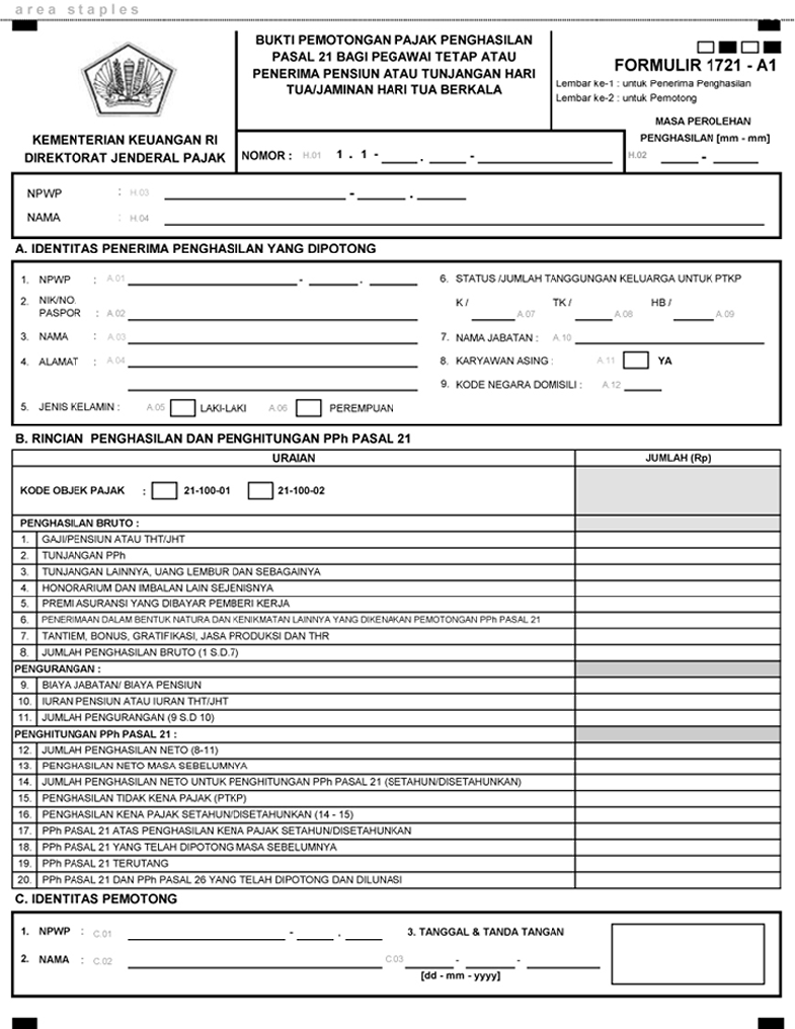 area staples
BUKTI PEMOTONGAN PAJAK PENGHASILAN
PASAL 21 BAGI PEGAWAI TETAP ATAU
PENERIMA PENSIUN ATAU TUNJANGAN HARI
TUA/JAMINAN HARI TUA BERKALA
FORMULIR 1721 - A1
Lembar ke-1 : untuk Penerima Penghasilan
Lembar ke-2 : untuk Pemotong
MASA PEROLEHAN
PENGHASILAN [mm - mm]
KEMENTERIAN KEUANGAN RI
DIREKTORAT JENDERAL PAJAK
NOMOR : H.01 1 . 1 - ____ . ____ - ____
H.02 ____ - ____
NPWP : H.03 ____ - ____ . ____
NAMA : H.04 ____
A. IDENTITAS PENERIMA PENGHASILAN YANG DIPOTONG
1. NPWP : A.01 ____ - ____ . ____
2. NIK/NO.
PASPOR : A.02 ____
3. NAMA : A.03 ____
4. ALAMAT : A.04 ____
5. JENIS KELAMIN : A.05 LAKI-LAKI A.06 PEREMPUAN
6. STATUS /JUMLAH TANGGUNGAN KELUARGA UNTUK PTKP
K / ____ A.07 TK / ____ A.08 HB / ____ A.09
7. NAMA JABATAN : A.10 ____
8. KARYAWAN ASING : A.11 YA
9. KODE NEGARA DOMISILI : A.12 ____
B. RINCIAN PENGHASILAN DAN PENGHITUNGAN PPh PASAL 21
URAIAN JUMLAH (Rp)
KODE OBJEK PAJAK : 21-100-01 21-100-02
PENGHASILAN BRUTO :
1. GAJI/PENSIUN ATAU THT/JHT
2. TUNJANGAN PPh
3. TUNJANGAN LAINNYA, UANG LEMBUR DAN SEBAGAINYA
4. HONORARIUM DAN IMBALAN LAIN SEJENISNYA
5. PREMI ASURANSI YANG DIBAYAR PEMBERI KERJA
6. PENERIMAAN DALAM BENTUK NATURA DAN KENIKMATAN LAINNYA YANG DIKENAKAN PEMOTONGAN PPh PASAL 21
7. TANTIEM, BONUS, GRATIFIKASI, JASA PRODUKSI DAN THR
8. JUMLAH PENGHASILAN BRUTO (1 S.D.7)
PENGURANGAN :
9. BIAYA JABATAN/ BIAYA PENSIUN
10. IURAN PENSIUN ATAU IURAN THT/JHT
11. JUMLAH PENGURANGAN (9 S.D 10)
PENGHITUNGAN PPh PASAL 21 :
12. JUMLAH PENGHASILAN NETO (8-11)
13. PENGHASILAN NETO MASA SEBELUMNYA
14. JUMLAH PENGHASILAN NETO UNTUK PENGHITUNGAN PPh PASAL 21 (SETAHUN/DISETAHUNKAN)
15. PENGHASILAN TIDAK KENA PAJAK (PTKP)
16. PENGHASILAN KENA PAJAK SETAHUN/DISETAHUNKAN (14 - 15)
17. PPh PASAL 21 ATAS PENGHASILAN KENA PAJAK SETAHUN/DISETAHUNKAN
18. PPh PASAL 21 YANG TELAH DIPOTONG MASA SEBELUMNYA
19. PPh PASAL 21 TERUTANG
20. PPh PASAL 21 DAN PPh PASAL 26 YANG TELAH DIPOTONG DAN DILUNASI
C. IDENTITAS PEMOTONG
1. NPWP : C.01 ____ - ____ . ____
2. NAMA : C.02 ____
3. TANGGAL & TANDA TANGAN
C.03 ____ - ____ - ____
[dd - mm - yyyy]